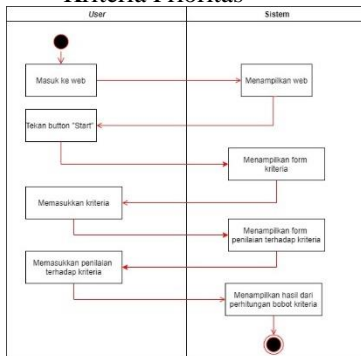 Kriteria Prioritas
User
Sistem
Masuk ke web
Menampilkan web
Tekan button "Start"
Menampilkan form
kriteria
Memasukkan kriteria
Menampilkan form
penilaian terhadap kriteria
Memasukkan penilaian
terhadap kriteria
Menampilkan hasil dari
perhitungan bobot kriteria